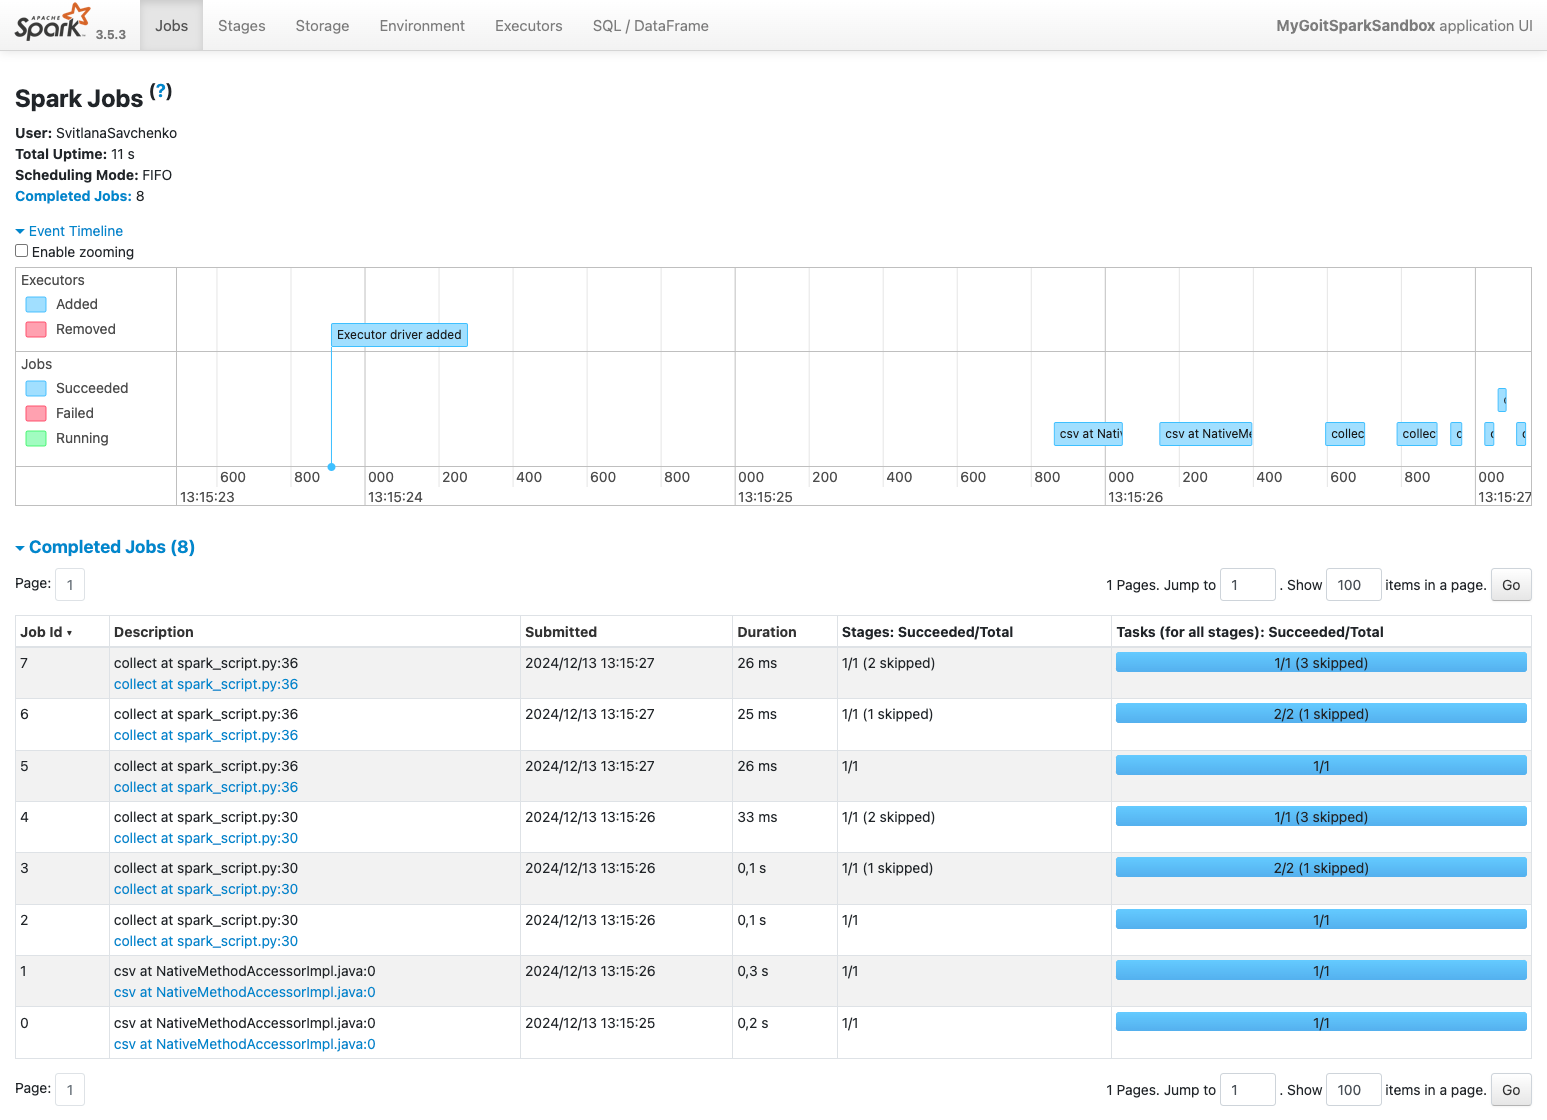 APACHE Spark 3.5.3 Jobs Stages Storage Environment Executors SQL / DataFrame MyGoitSparkSandbox application UI
Spark Jobs (?)
User: SvitlanaSavchenko
Total Uptime: 11 s
Scheduling Mode: FIFO
Completed Jobs: 8
Event Timeline
Enable zooming
Executors
Added
Removed
Executor driver added
Jobs
Succeeded
Failed
Running
csv at Nati csv at NativeMe collec collec c c c c
600 800 000 200 400 600 800 000 200 400 600 800 000 200 400 600 800 000
13:15:23 13:15:24 13:15:25 13:15:26 13:15:27
Completed Jobs (8)
Page: 1 1 Pages. Jump to 1 . Show 100 items in a page. Go
Job Id ▾ Description Submitted Duration Stages: Succeeded/Total Tasks (for all stages): Succeeded/Total
7 collect at spark_script.py:36 2024/12/13 13:15:27 26 ms 1/1 (2 skipped) 1/1 (3 skipped)
collect at spark_script.py:36
6 collect at spark_script.py:36 2024/12/13 13:15:27 25 ms 1/1 (1 skipped) 2/2 (1 skipped)
collect at spark_script.py:36
5 collect at spark_script.py:36 2024/12/13 13:15:27 26 ms 1/1 1/1
collect at spark_script.py:36
4 collect at spark_script.py:30 2024/12/13 13:15:26 33 ms 1/1 (2 skipped) 1/1 (3 skipped)
collect at spark_script.py:30
3 collect at spark_script.py:30 2024/12/13 13:15:26 0,1 s 1/1 (1 skipped) 2/2 (1 skipped)
collect at spark_script.py:30
2 collect at spark_script.py:30 2024/12/13 13:15:26 0,1 s 1/1 1/1
collect at spark_script.py:30
1 csv at NativeMethodAccessorImpl.java:0 2024/12/13 13:15:26 0,3 s 1/1 1/1
csv at NativeMethodAccessorImpl.java:0
0 csv at NativeMethodAccessorImpl.java:0 2024/12/13 13:15:25 0,2 s 1/1 1/1
csv at NativeMethodAccessorImpl.java:0
Page: 1 1 Pages. Jump to 1 . Show 100 items in a page. Go